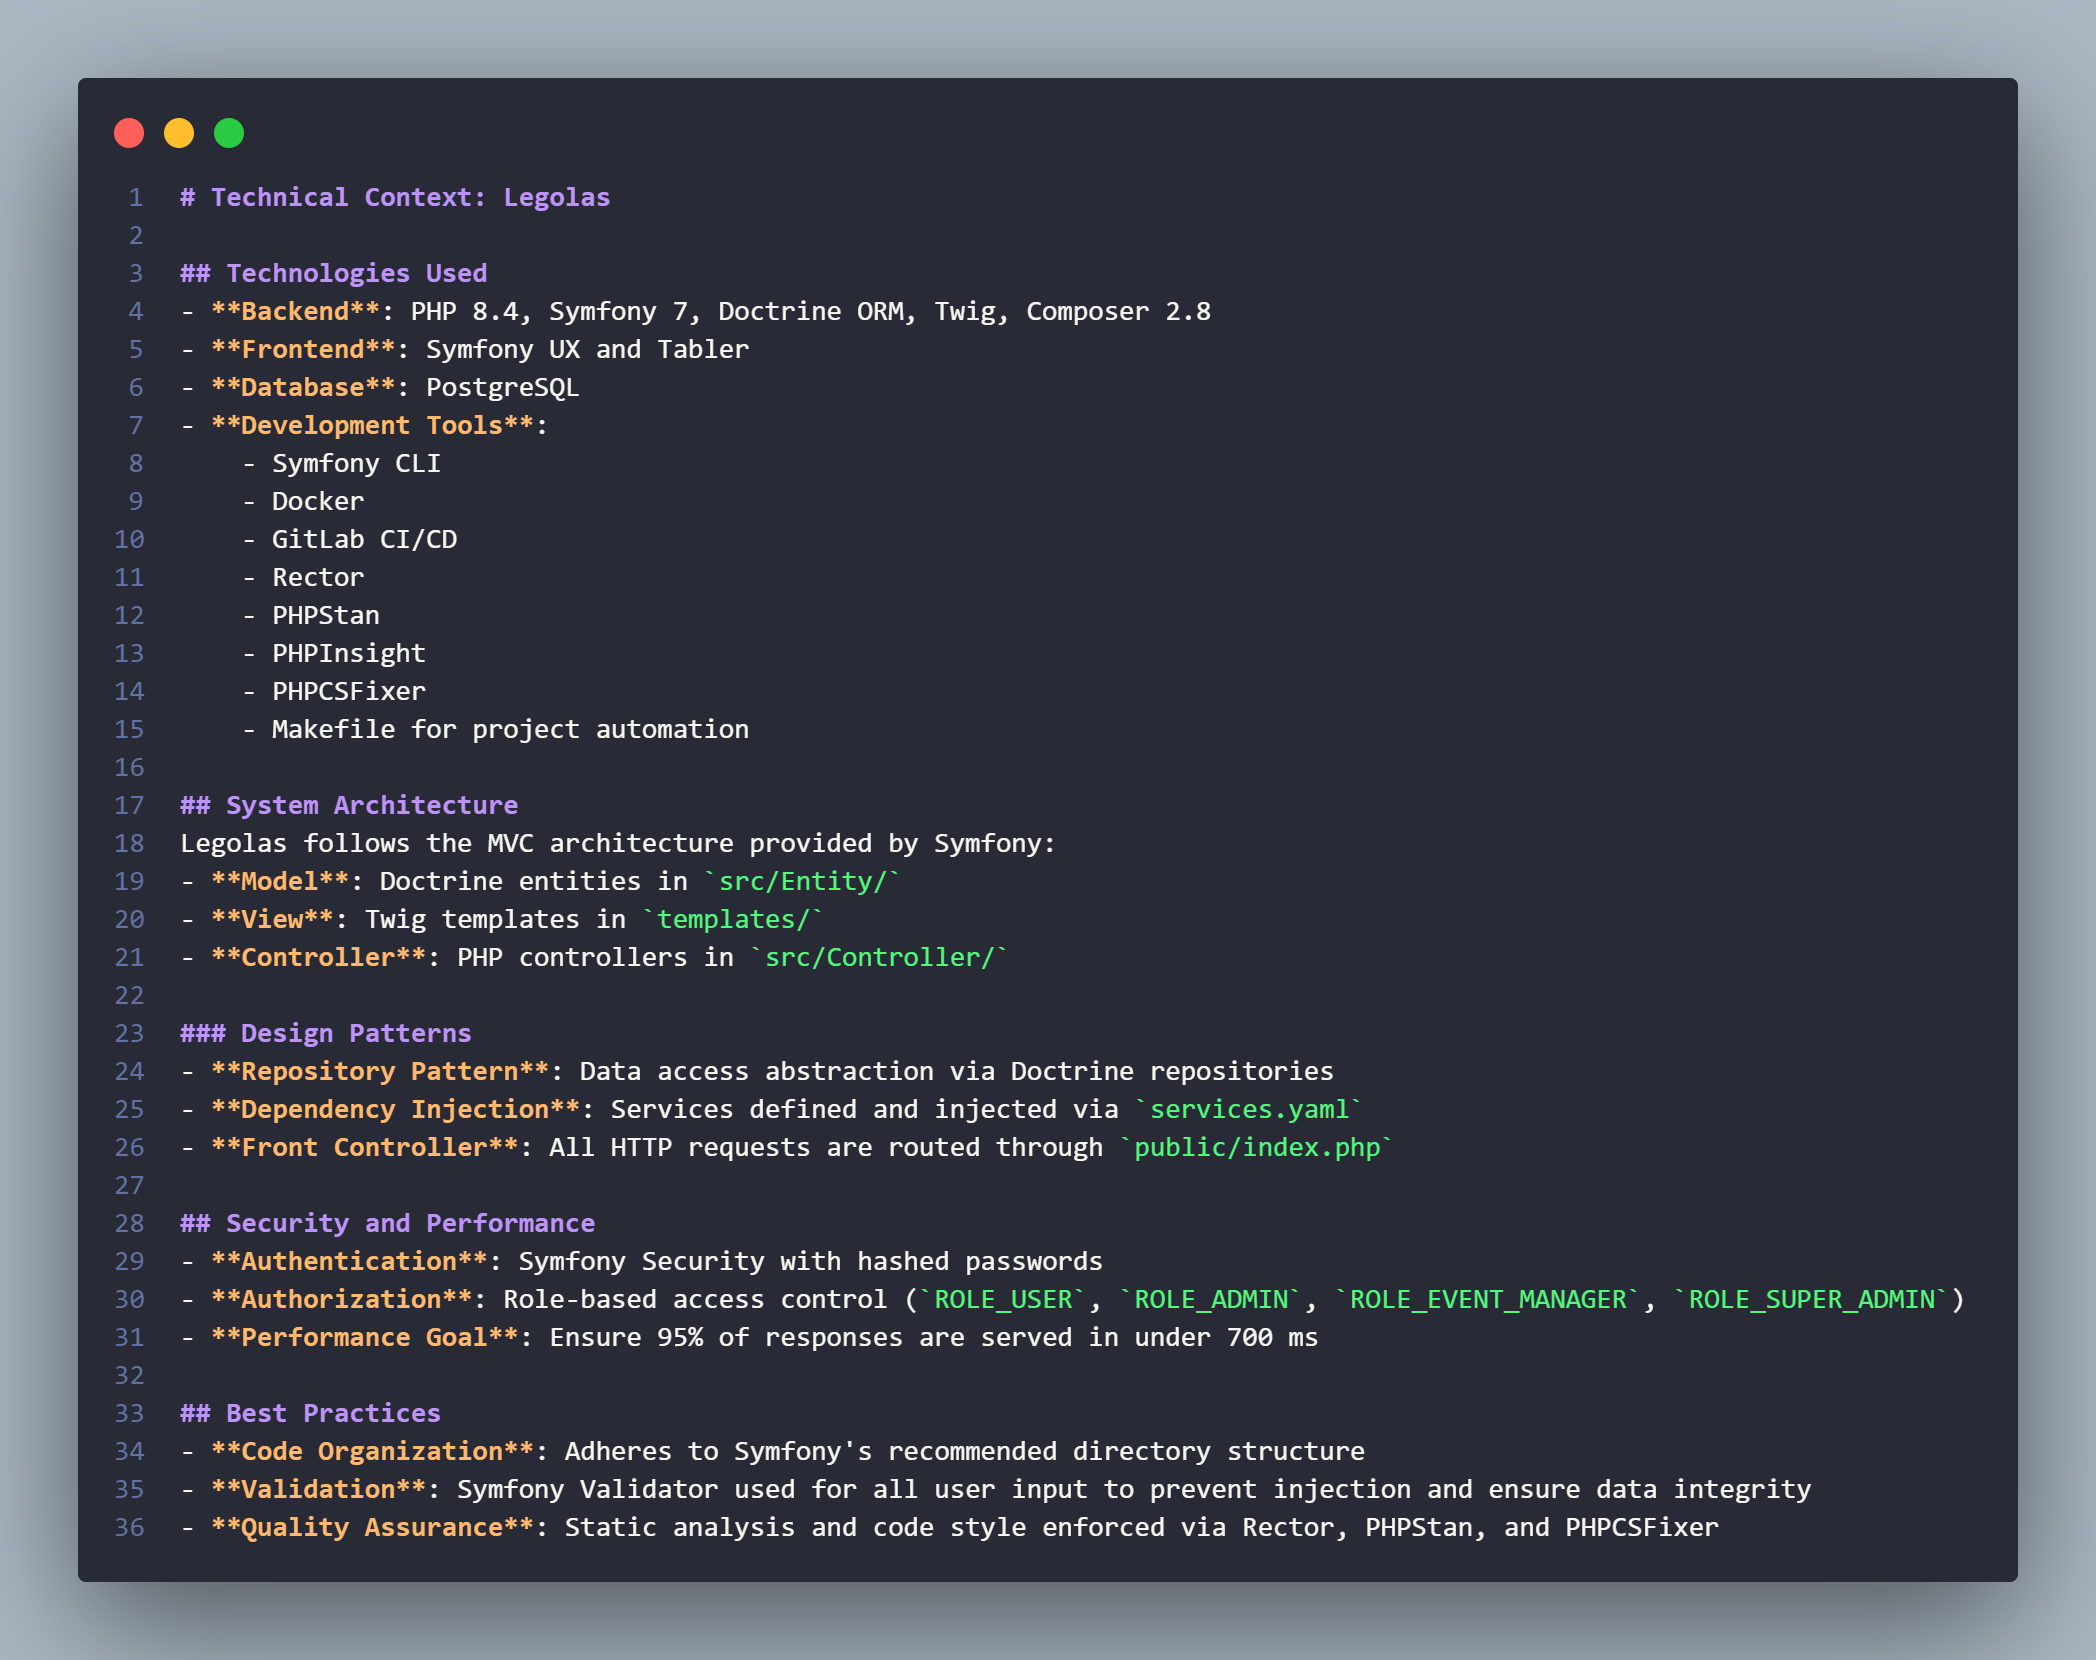 1 # Technical Context: Legolas
2
3 ## Technologies Used
4 - **Backend**: PHP 8.4, Symfony 7, Doctrine ORM, Twig, Composer 2.8
5 - **Frontend**: Symfony UX and Tabler
6 - **Database**: PostgreSQL
7 - **Development Tools**:
8     - Symfony CLI
9     - Docker
10     - GitLab CI/CD
11     - Rector
12     - PHPStan
13     - PHPInsight
14     - PHPCSFixer
15     - Makefile for project automation
16
17 ## System Architecture
18 Legolas follows the MVC architecture provided by Symfony:
19 - **Model**: Doctrine entities in `src/Entity/`
20 - **View**: Twig templates in `templates/`
21 - **Controller**: PHP controllers in `src/Controller/`
22
23 ### Design Patterns
24 - **Repository Pattern**: Data access abstraction via Doctrine repositories
25 - **Dependency Injection**: Services defined and injected via `services.yaml`
26 - **Front Controller**: All HTTP requests are routed through `public/index.php`
27
28 ## Security and Performance
29 - **Authentication**: Symfony Security with hashed passwords
30 - **Authorization**: Role-based access control (`ROLE_USER`, `ROLE_ADMIN`, `ROLE_EVENT_MANAGER`, `ROLE_SUPER_ADMIN`)
31 - **Performance Goal**: Ensure 95% of responses are served in under 700 ms
32
33 ## Best Practices
34 - **Code Organization**: Adheres to Symfony's recommended directory structure
35 - **Validation**: Symfony Validator used for all user input to prevent injection and ensure data integrity
36 - **Quality Assurance**: Static analysis and code style enforced via Rector, PHPStan, and PHPCSFixer